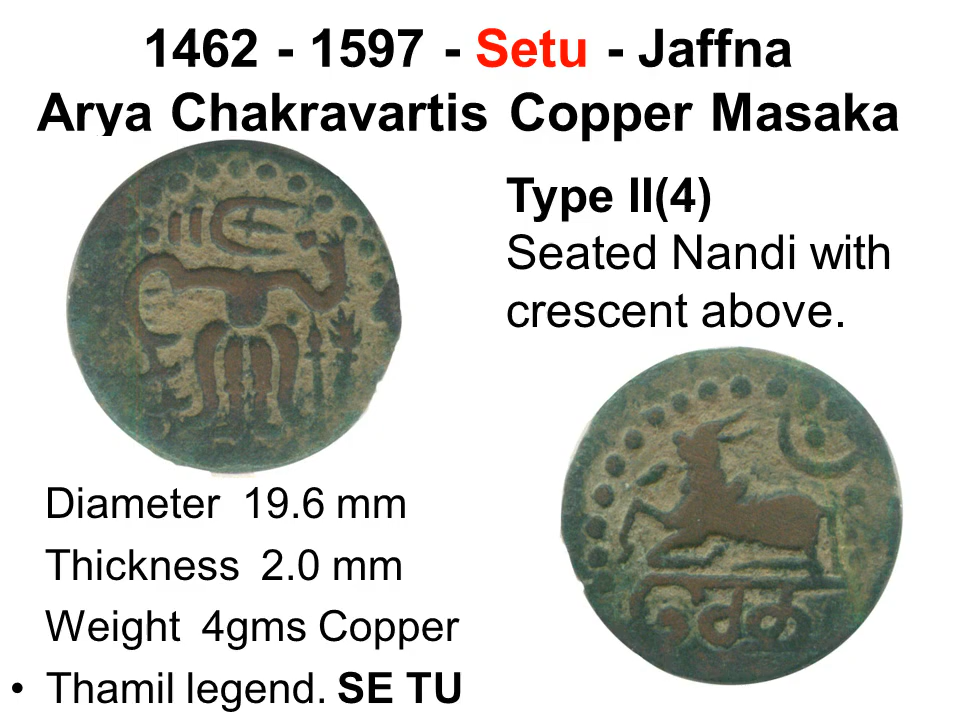 1462 - 1597 - Setu - Jaffna
Arya Chakravartis Copper Masaka
Type II(4)
Seated Nandi with
crescent above.
Diameter 19.6 mm
Thickness 2.0 mm
Weight 4gms Copper
• Thamil legend. SE TU